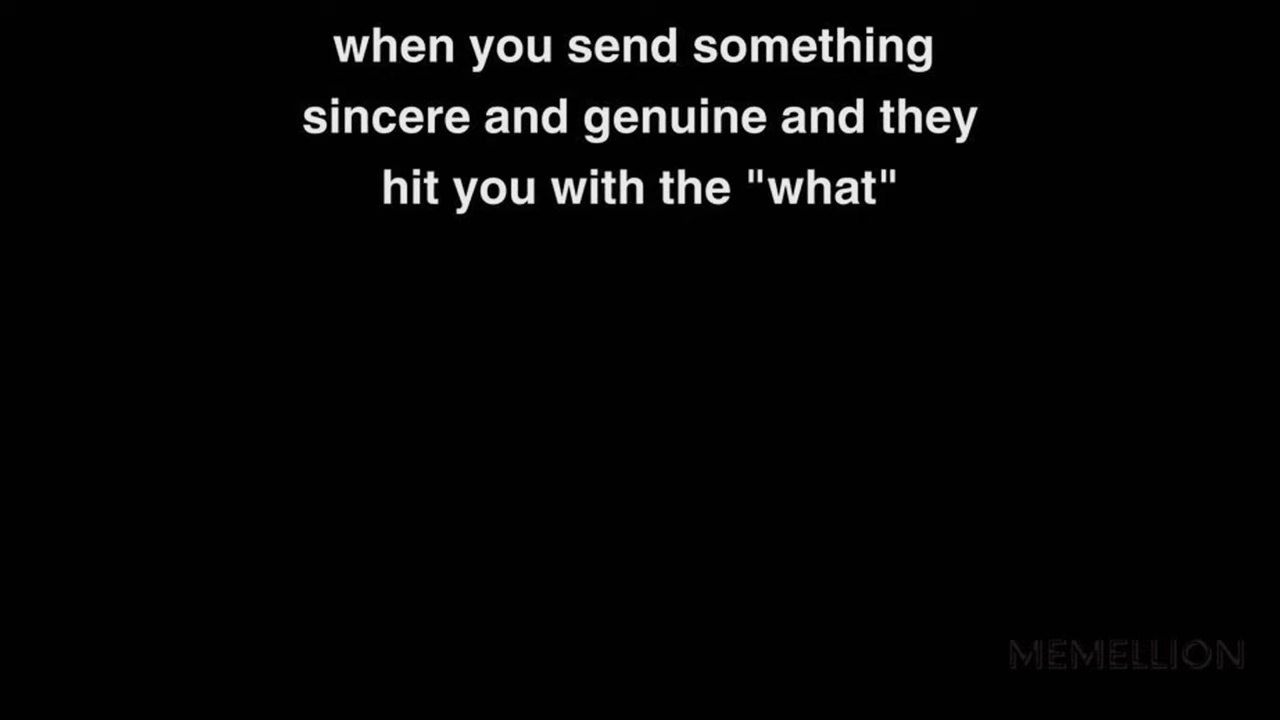 when you send something
sincere and genuine and they
hit you with the "what"
MEMELLION